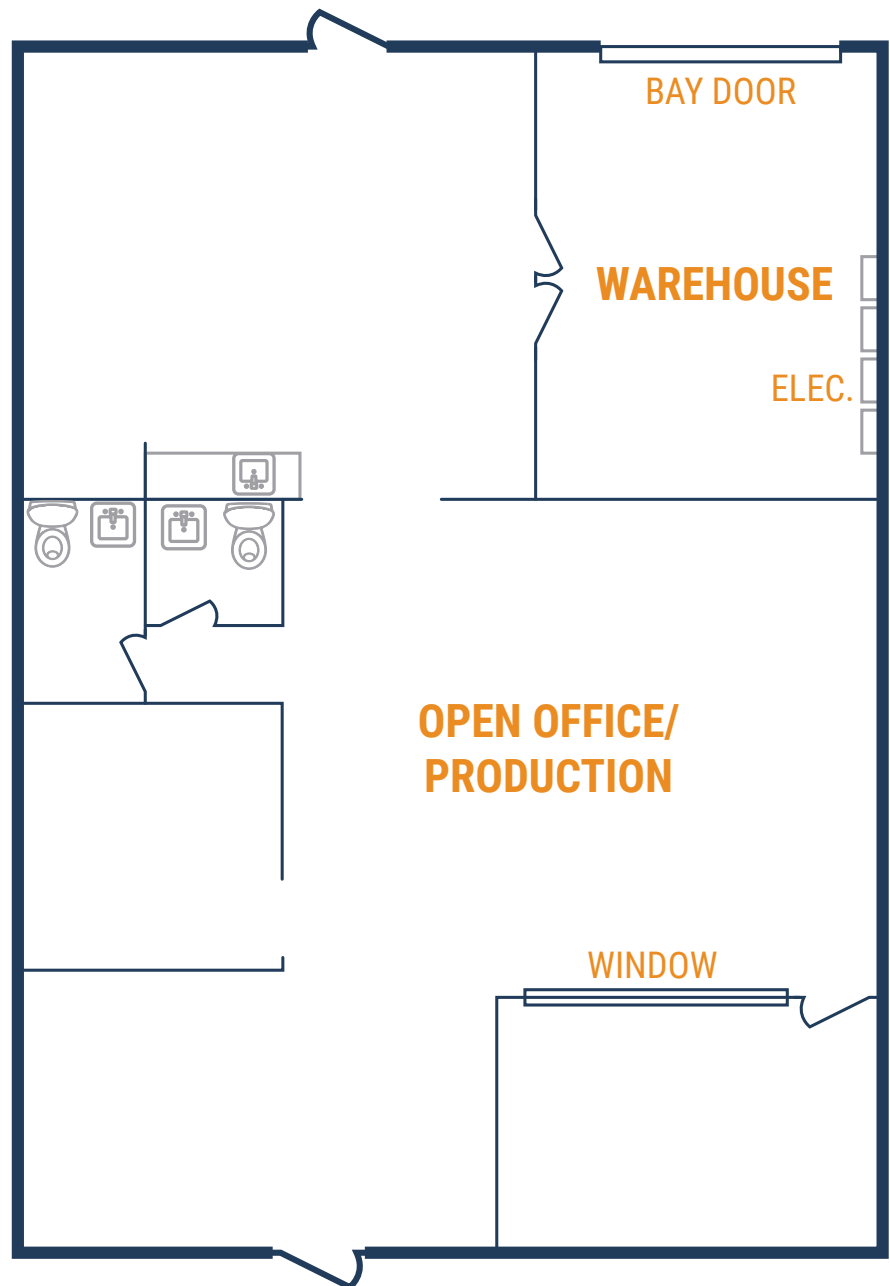 BAY DOOR
WAREHOUSE
ELEC.
OPEN OFFICE/
PRODUCTION
WINDOW